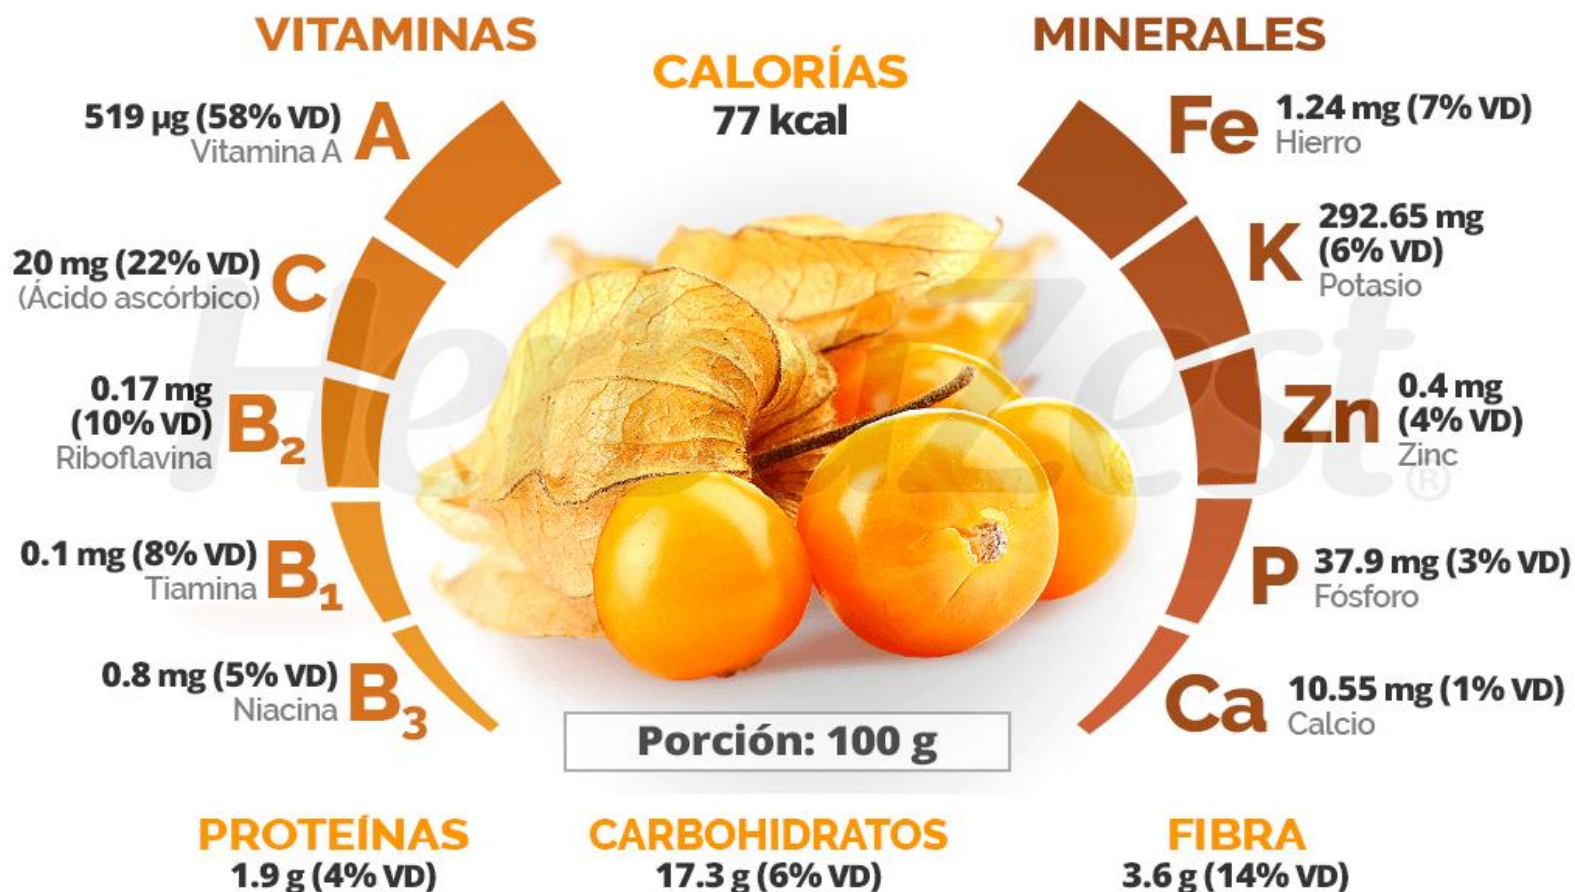 VITAMINAS
519 µg (58% VD)
Vitamina A
A
20 mg (22% VD)
(Ácido ascórbico)
C
0.17 mg
(10% VD)
Riboflavina
B2
0.1 mg (8% VD)
Tiamina
B1
0.8 mg (5% VD)
Niacina
B3
CALORÍAS
77 kcal
MINERALES
Fe
1.24 mg (7% VD)
Hierro
K
292.65 mg
(6% VD)
Potasio
Zn
0.4 mg
(4% VD)
Zinc
P
37.9 mg (3% VD)
Fósforo
Ca
10.55 mg (1% VD)
Calcio
HerbaZest®
Porción: 100 g
PROTEÍNAS
1.9 g (4% VD)
CARBOHIDRATOS
17.3 g (6% VD)
FIBRA
3.6 g (14% VD)